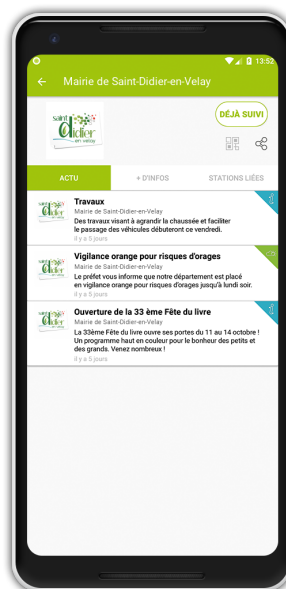 13:52
Mairie de Saint-Didier-en-Velay
saint
Didier
en velay
DÉJÀ SUIVI
ACTU
+ D'INFOS
STATIONS LIÉES
Travaux
Mairie de Saint-Didier-en-Velay
Des travaux visant à agrandir la chaussée et faciliter
le passage des véhicules débuteront ce vendredi.
il y a 5 jours
Vigilance orange pour risques d'orages
Mairie de Saint-Didier-en-Velay
Le préfet vous informe que notre département est placé
en vigilance orange pour risques d'orages jusqu'à lundi soir.
il y a 5 jours
Ouverture de la 33 ème Fête du livre
Mairie de Saint-Didier-en-Velay
La 33ème Fête du livre ouvre ses portes du 11 au 14 octobre !
Un programme haut en couleur pour le bonheur des petits et
des grands. Venez nombreux !
il y a 5 jours